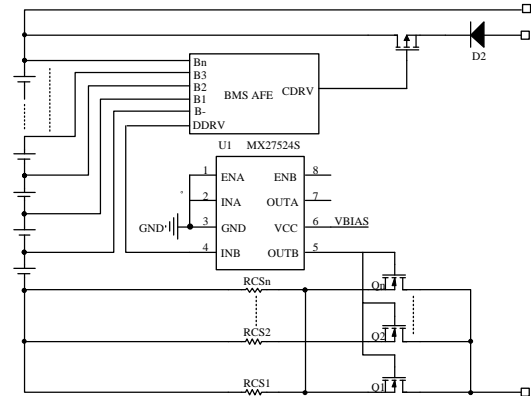 D2
Bn
B3
B2
B1
B-
DDRV
BMS AFE
CDRV
U1 MX27524S
1 ENA ENB 8
2 INA OUTA 7
GND' 3 GND VCC 6 VBIAS
4 INB OUTB 5
RCSn
Qn
RCS2
Q2
RCS1
Q1